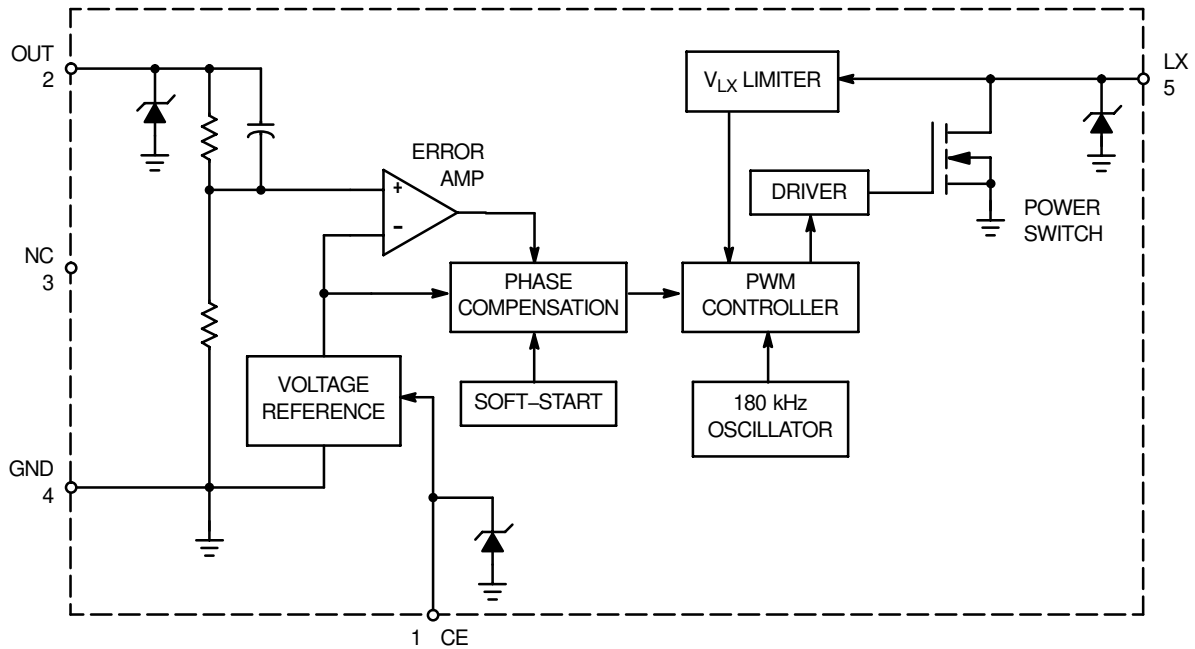 OUT
2
LX
5
V_LX LIMITER
ERROR
AMP
+
−
DRIVER
POWER
SWITCH
NC
3
PHASE
COMPENSATION
PWM
CONTROLLER
VOLTAGE
REFERENCE
SOFT−START
180 kHz
OSCILLATOR
GND
4
1 CE